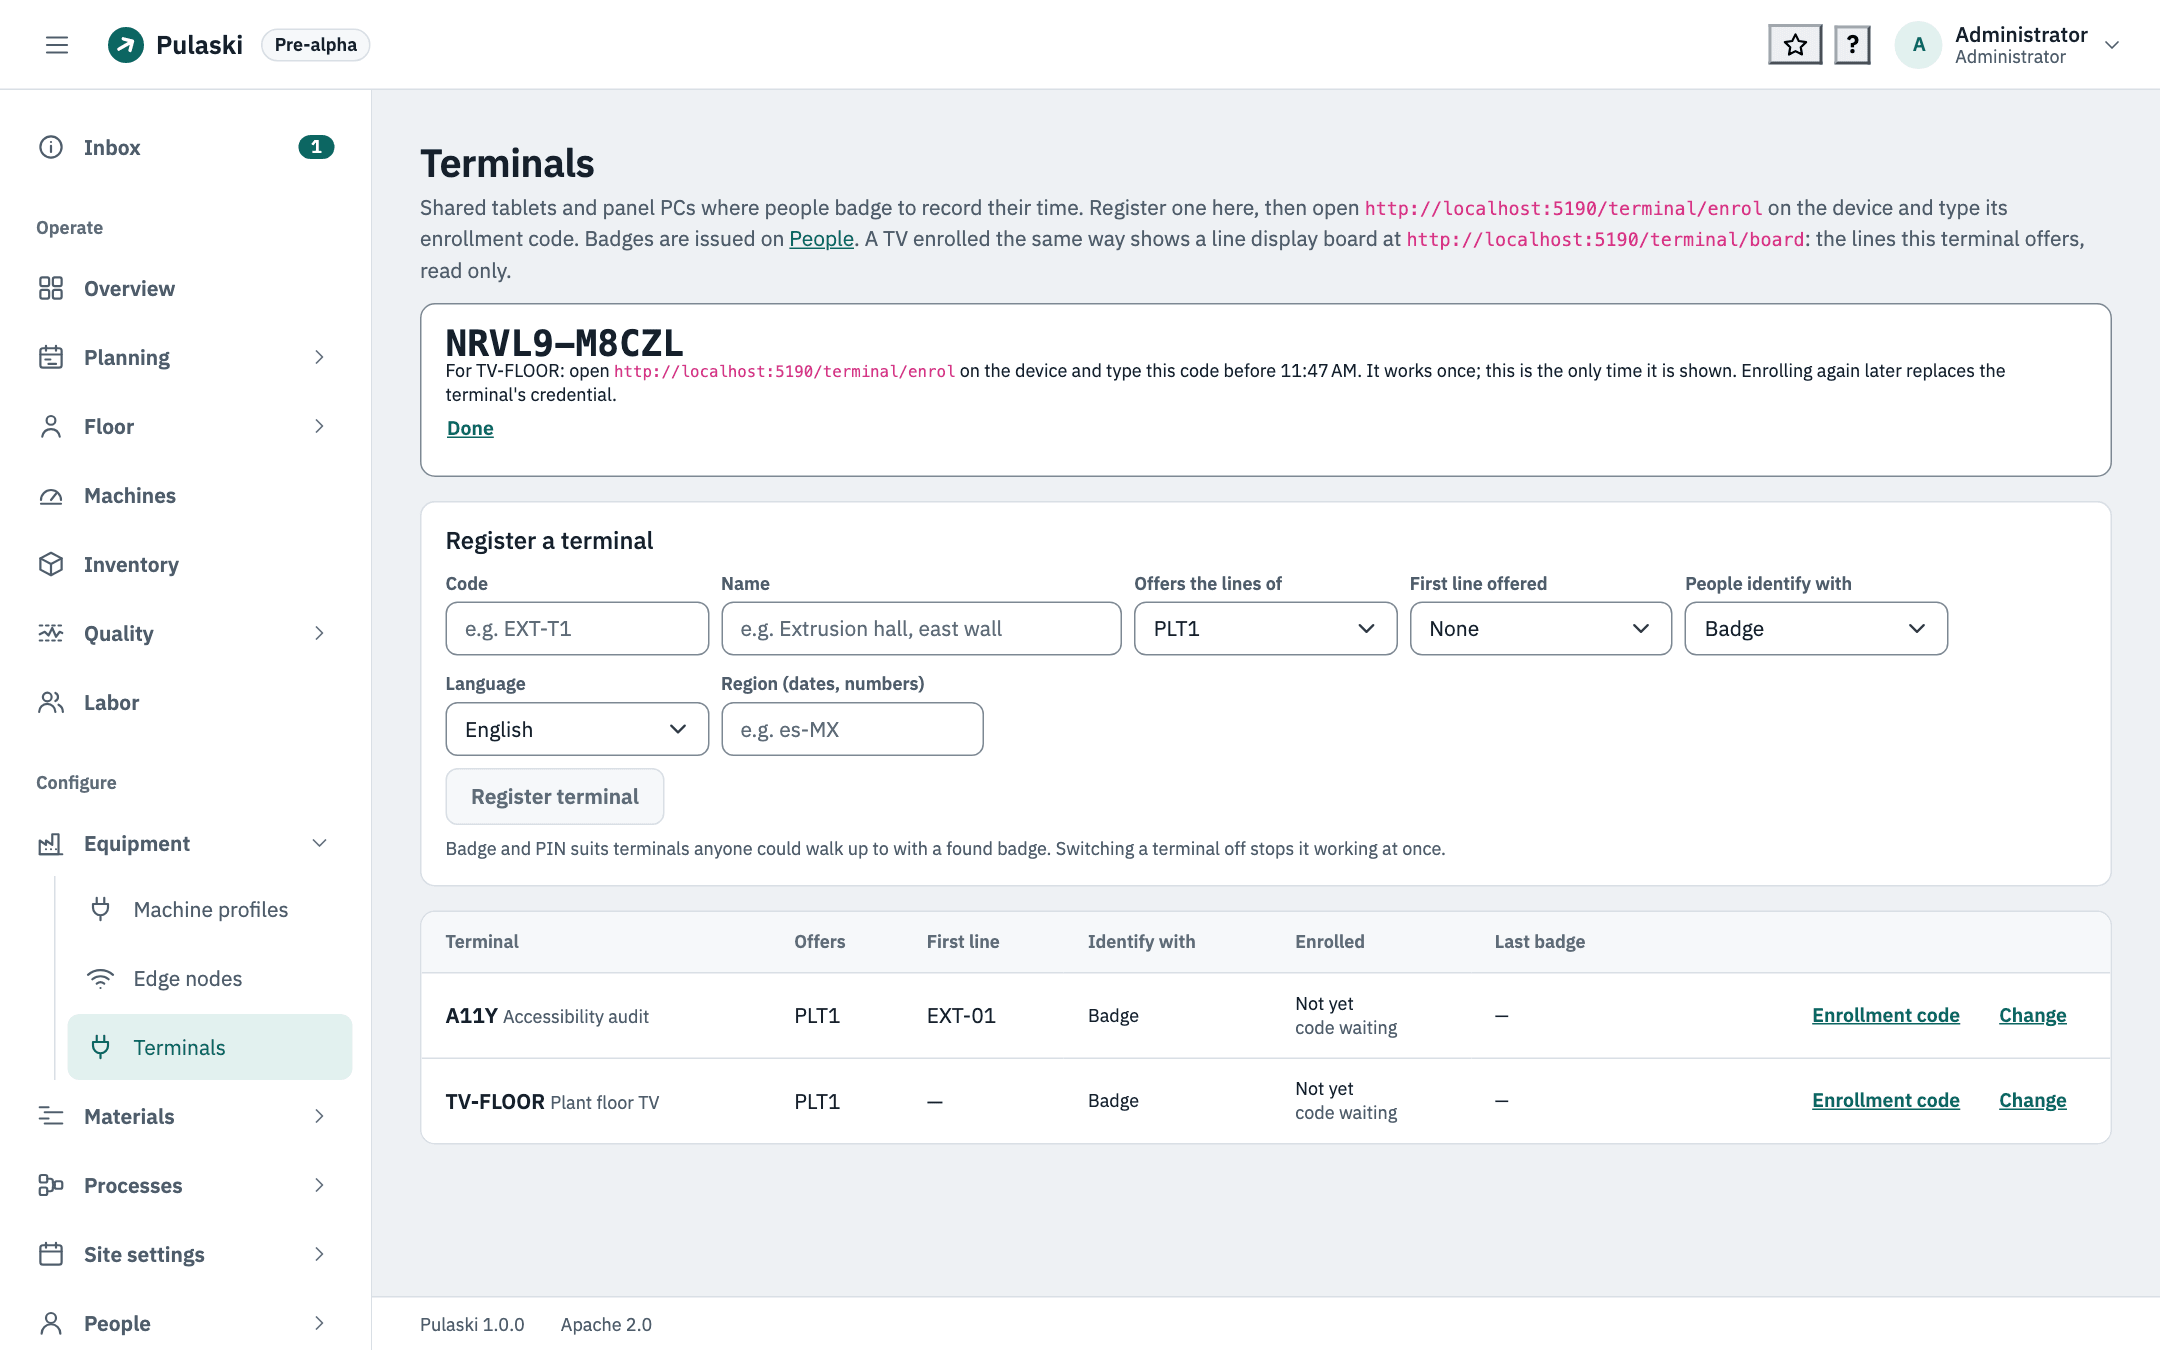 Pulaski
Pre-alpha
?
A
Administrator
Administrator
Inbox
1
Operate
Overview
Planning
Floor
Machines
Inventory
Quality
Labor
Configure
Equipment
Machine profiles
Edge nodes
Terminals
Materials
Processes
Site settings
People
Terminals
Shared tablets and panel PCs where people badge to record their time. Register one here, then open http://localhost:5190/terminal/enrol on the device and type its
enrollment code. Badges are issued on People. A TV enrolled the same way shows a line display board at http://localhost:5190/terminal/board: the lines this terminal offers,
read only.
NRVL9–M8CZL
For TV-FLOOR: open http://localhost:5190/terminal/enrol on the device and type this code before 11:47 AM. It works once; this is the only time it is shown. Enrolling again later replaces the
terminal's credential.
Done
Register a terminal
Code Name Offers the lines of First line offered People identify with
e.g. EXT-T1 e.g. Extrusion hall, east wall PLT1 None Badge
Language Region (dates, numbers)
English e.g. es-MX
Register terminal
Badge and PIN suits terminals anyone could walk up to with a found badge. Switching a terminal off stops it working at once.
Terminal Offers First line Identify with Enrolled Last badge
A11Y Accessibility audit PLT1 EXT-01 Badge Not yet — Enrollment code Change
code waiting
TV-FLOOR Plant floor TV PLT1 — Badge Not yet — Enrollment code Change
code waiting
Pulaski 1.0.0 Apache 2.0